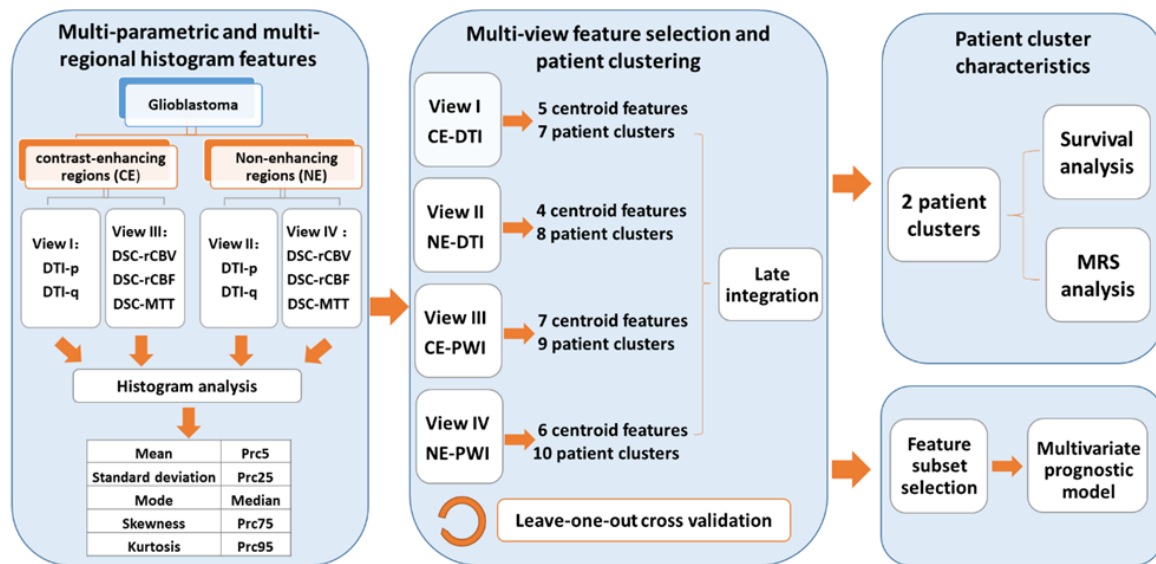 Multi-parametric and multi-
regional histogram features
Glioblastoma
contrast-enhancing
regions (CE)
Non-enhancing
regions (NE)
View I:
DTI-p
DTI-q
View III:
DSC-rCBV
DSC-rCBF
DSC-MTT
View II:
DTI-p
DTI-q
View IV :
DSC-rCBV
DSC-rCBF
DSC-MTT
Histogram analysis
Mean Prc5
Standard deviation Prc25
Mode Median
Skewness Prc75
Kurtosis Prc95
Multi-view feature selection and
patient clustering
View I
CE-DTI
5 centroid features
7 patient clusters
View II
NE-DTI
4 centroid features
8 patient clusters
View III
CE-PWI
7 centroid features
9 patient clusters
View IV
NE-PWI
6 centroid features
10 patient clusters
Late
integration
Leave-one-out cross validation
Patient cluster
characteristics
2 patient
clusters
Survival
analysis
MRS
analysis
Feature
subset
selection
Multivariate
prognostic
model